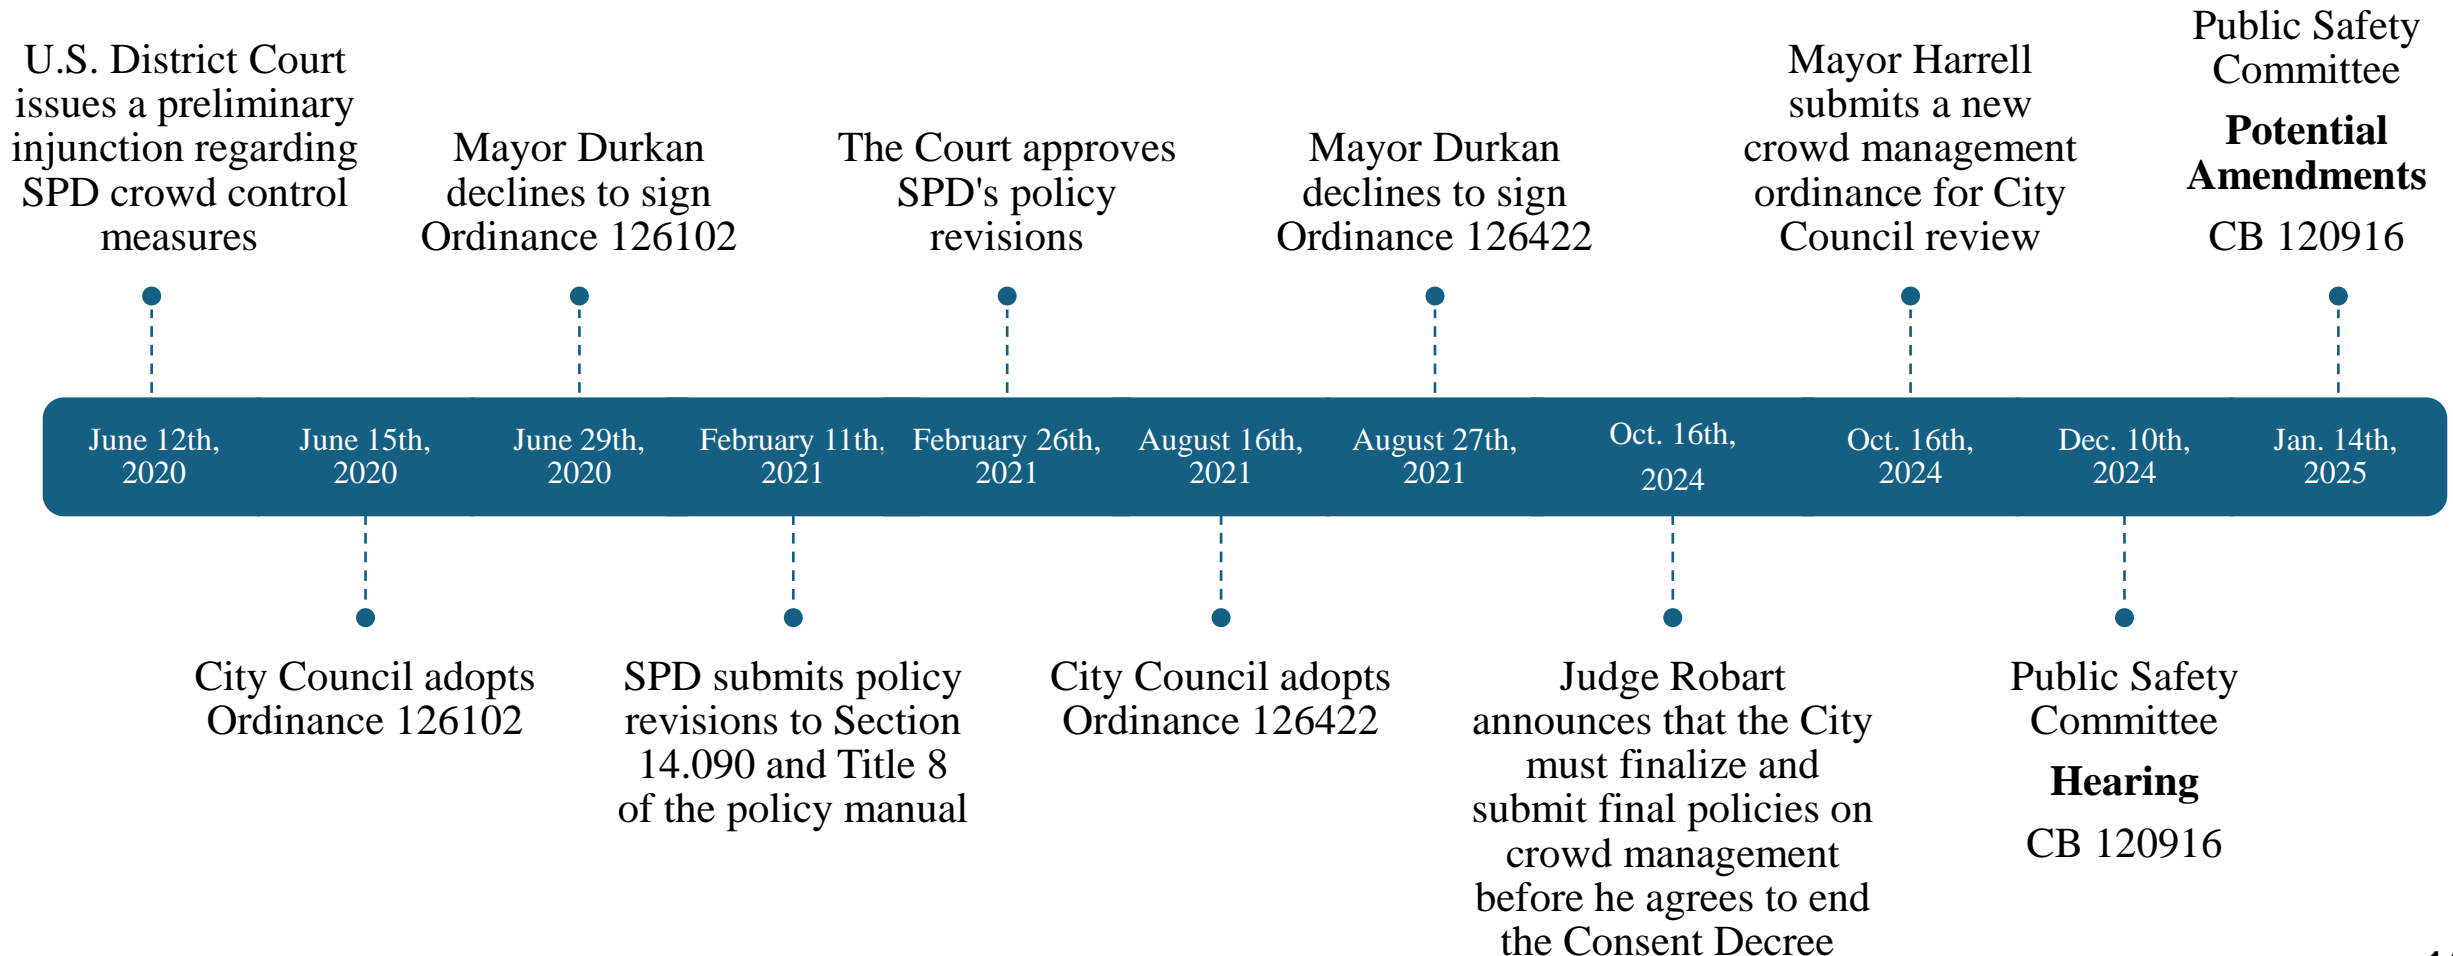 U.S. District Court
issues a preliminary
injunction regarding
SPD crowd control
measures
Mayor Durkan
declines to sign
Ordinance 126102
The Court approves
SPD's policy
revisions
Mayor Durkan
declines to sign
Ordinance 126422
Mayor Harrell
submits a new
crowd management
ordinance for City
Council review
Public Safety
Committee
Potential
Amendments
CB 120916
June 12th,
2020
June 15th,
2020
June 29th,
2020
February 11th,
2021
February 26th,
2021
August 16th,
2021
August 27th,
2021
Oct. 16th,
2024
Oct. 16th,
2024
Dec. 10th,
2024
Jan. 14th,
2025
City Council adopts
Ordinance 126102
SPD submits policy
revisions to Section
14.090 and Title 8
of the policy manual
City Council adopts
Ordinance 126422
Judge Robart
announces that the City
must finalize and
submit final policies on
crowd management
before he agrees to end
the Consent Decree
Public Safety
Committee
Hearing
CB 120916